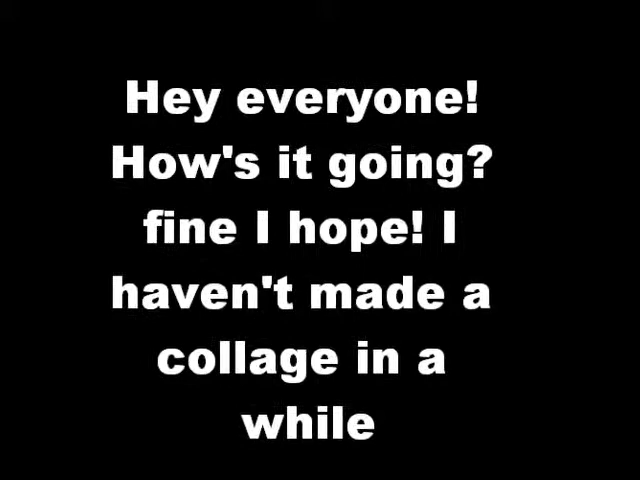 Hey everyone!
How's it going?
fine I hope! I
haven't made a
collage in a
while